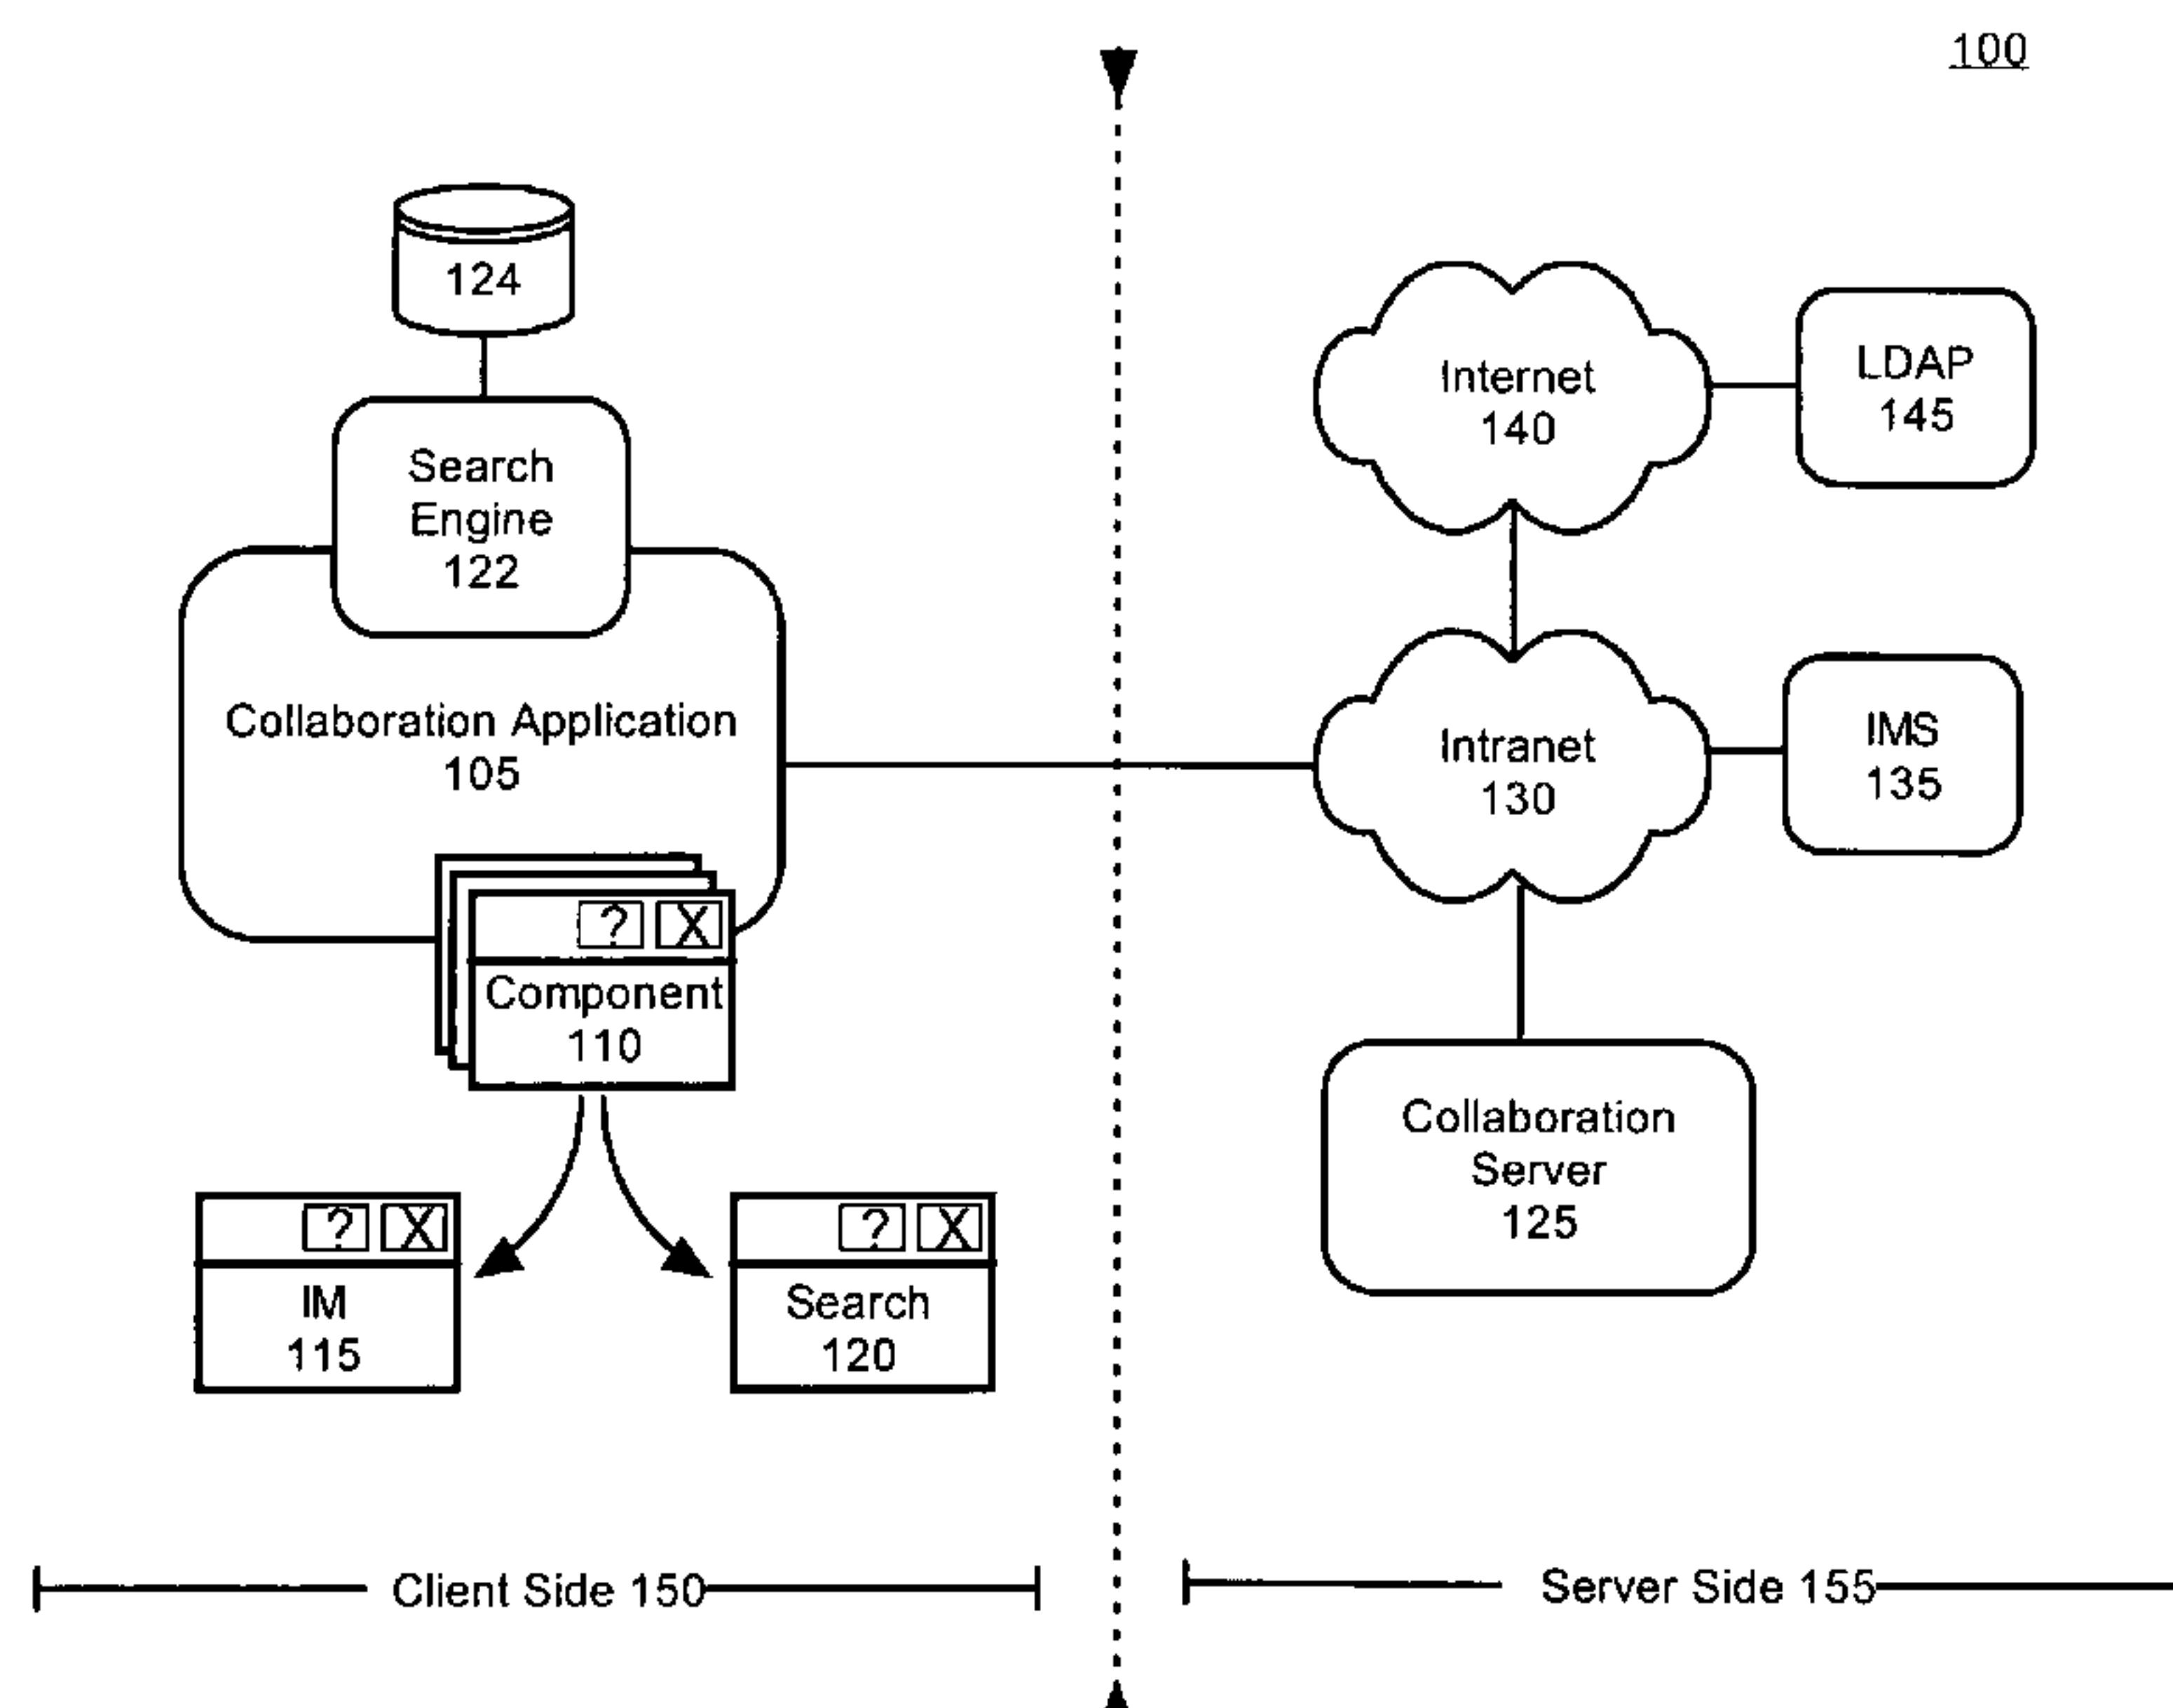 100
124
Search
Engine
122
Collaboration Application
105
? X
Component
110
? X
IM
115
? X
Search
120
Internet
140
LDAP
145
Intranet
130
IMS
135
Collaboration
Server
125
Client Side 150
Server Side 155